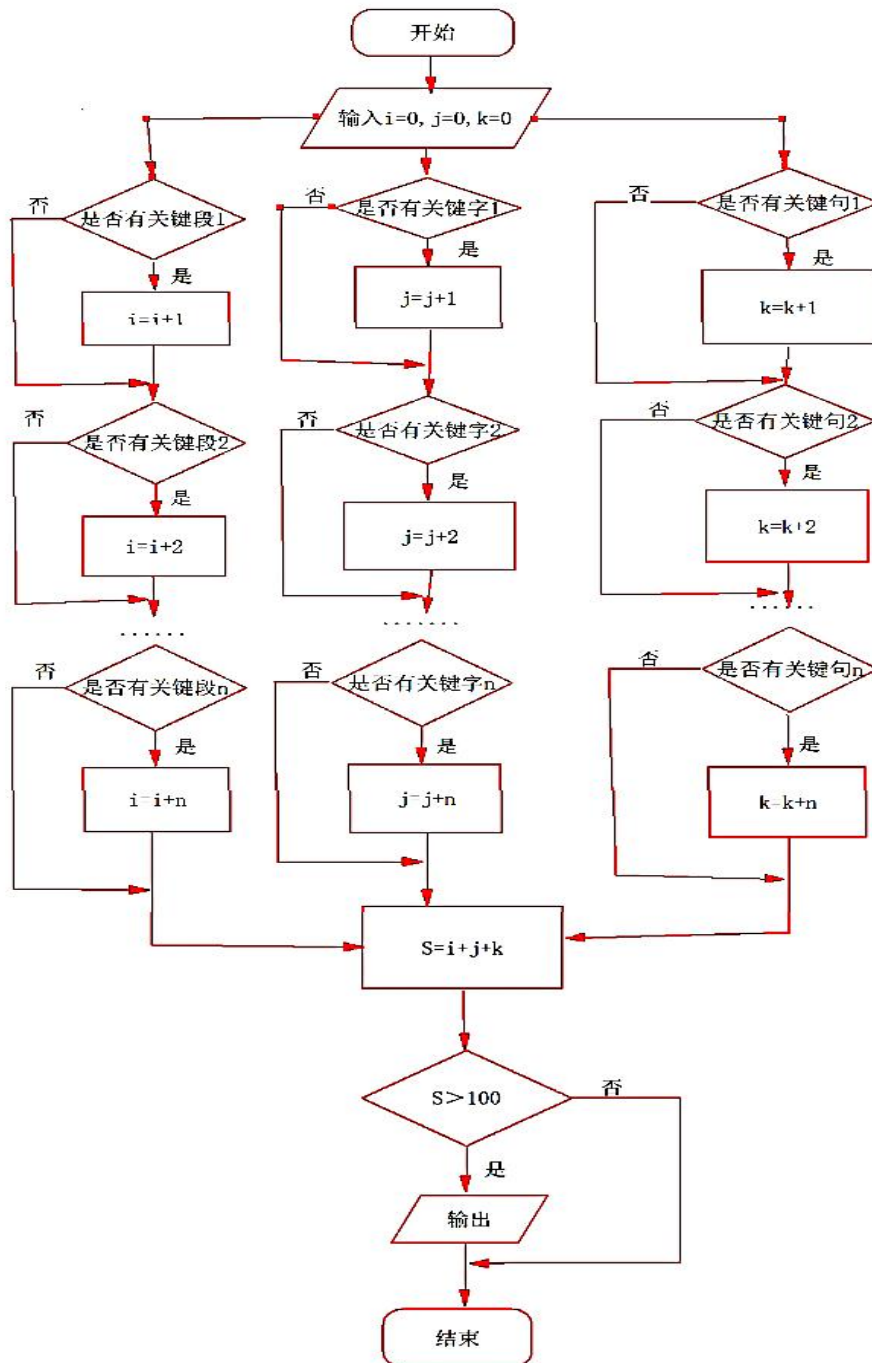 开始
输入i=0, j=0, k=0
否
是否有关键段1
是
i=i+1
否
是否有关键字1
是
j=j+1
否
是否有关键句1
是
k=k+1
否
是否有关键段2
是
i=i+2
否
是否有关键字2
是
j=j+2
否
是否有关键句2
是
k=k+2
......
......
......
否
是否有关键段n
是
i=i+n
否
是否有关键字n
是
j=j+n
否
是否有关键句n
是
k=k+n
S=i+j+k
S>100
否
是
输出
结束